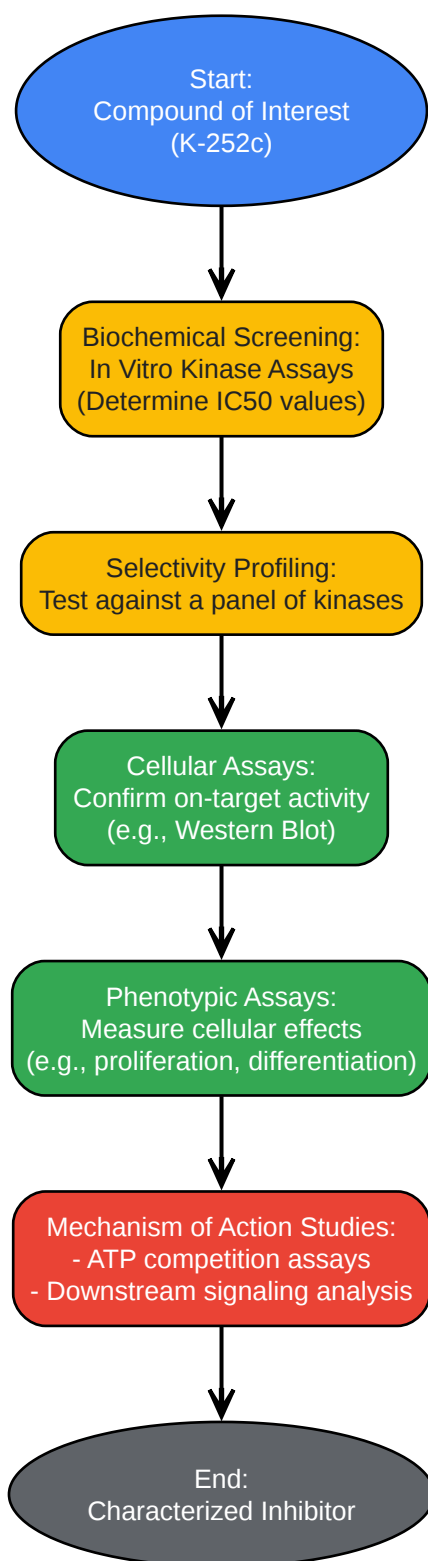 Start:
Compound of Interest
(K-252c)
Biochemical Screening:
In Vitro Kinase Assays
(Determine IC50 values)
Selectivity Profiling:
Test against a panel of kinases
Cellular Assays:
Confirm on-target activity
(e.g., Western Blot)
Phenotypic Assays:
Measure cellular effects
(e.g., proliferation, differentiation)
Mechanism of Action Studies:
- ATP competition assays
- Downstream signaling analysis
End:
Characterized Inhibitor